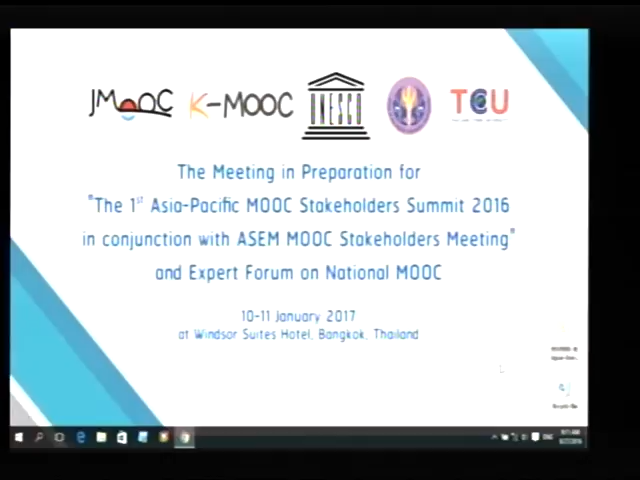 JMOOC K-MOOC UNESCO TCU
The Meeting in Preparation for
"The 1st Asia-Pacific MOOC Stakeholders Summit 2016
in conjunction with ASEM MOOC Stakeholders Meeting"
and Expert Forum on National MOOC
10-11 January 2017
at Windsor Suites Hotel, Bangkok, Thailand
ENG